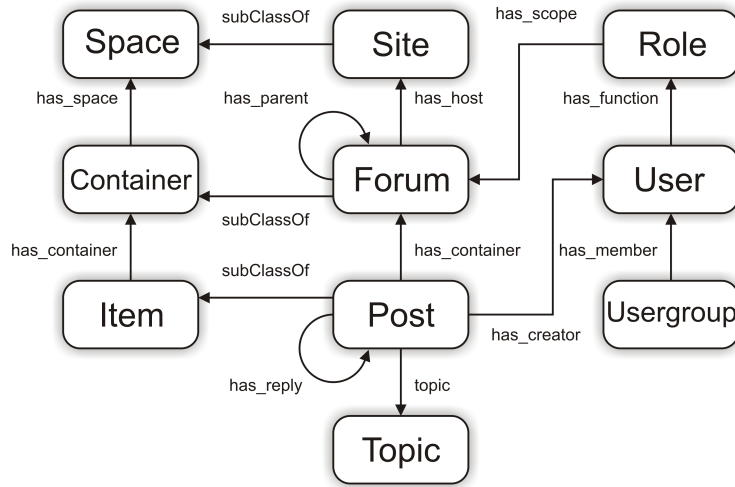 Space
subClassOf
Site
has_scope
Role
has_space
has_parent
has_host
has_function
Container
Forum
User
subClassOf
has_container
has_container
has_member
subClassOf
Item
Post
Usergroup
has_creator
has_reply
topic
Topic